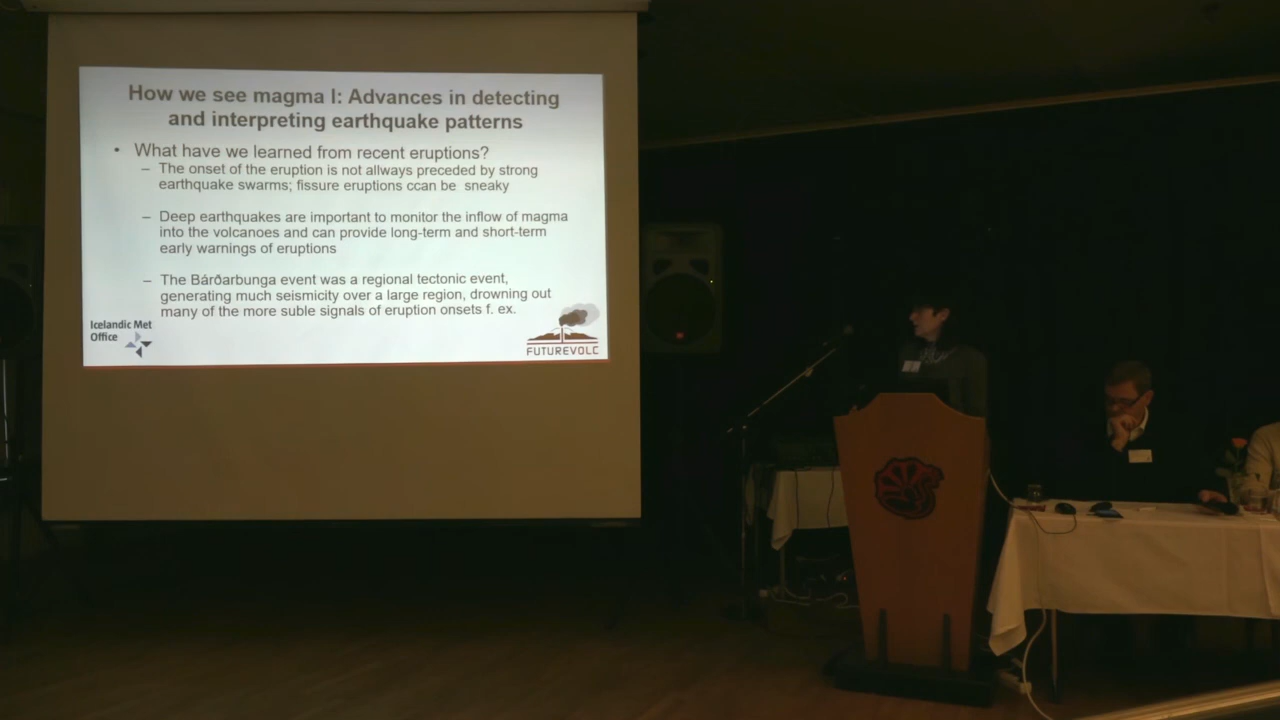 How we see magma I: Advances in detecting
and interpreting earthquake patterns
• What have we learned from recent eruptions?
– The onset of the eruption is not allways preceded by strong
earthquake swarms; fissure eruptions ccan be sneaky
– Deep earthquakes are important to monitor the inflow of magma
into the volcanoes and can provide long-term and short-term
early warnings of eruptions
– The Bárðarbunga event was a regional tectonic event,
generating much seismicity over a large region, drowning out
many of the more suble signals of eruption onsets f. ex.
Icelandic Met
Office
FUTUREVOLC